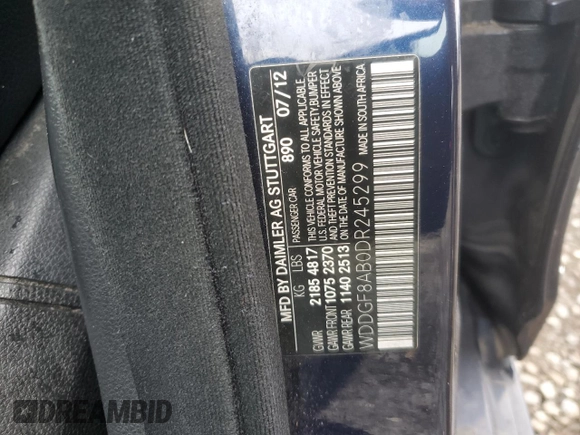 MFD BY DAIMLER AG STUTTGART
PASSENGER CAR 890 07/12
KG LBS THIS VEHICLE CONFORMS TO ALL APPLICABLE
GVWR 2185 4817 U.S. FEDERAL MOTOR VEHICLE SAFETY,BUMPER
GAWR FRONT 1075 2370 AND THEFT PREVENTION STANDARDS IN EFFECT
GAWR REAR 1140 2513 ON THE DATE OF MANUFACTURE SHOWN ABOVE
WDDGF8AB0DR245299 MADE IN SOUTH AFRICA
DREAMBID